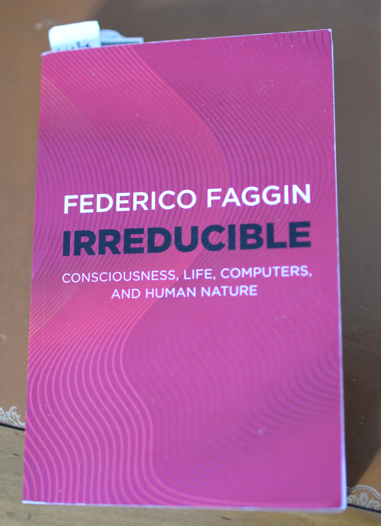 FEDERICO FAGGIN
IRREDUCIBLE
CONSCIOUSNESS, LIFE, COMPUTERS,
AND HUMAN NATURE